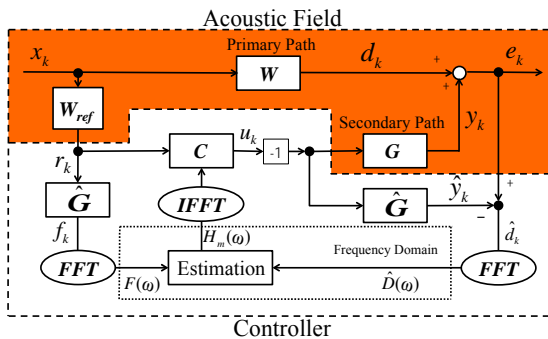 Acoustic Field
x_k
Primary Path
W
d_k
+
+
e_k
W_ref
r_k
C
u_k
-1
Secondary Path
G
y_k
Ĝ
ŷ_k
+
−
Ĝ
f_k
IFFT
H_m(ω)
d̂_k
FFT
F(ω)
Estimation
Frequency Domain
D̂(ω)
FFT
Controller